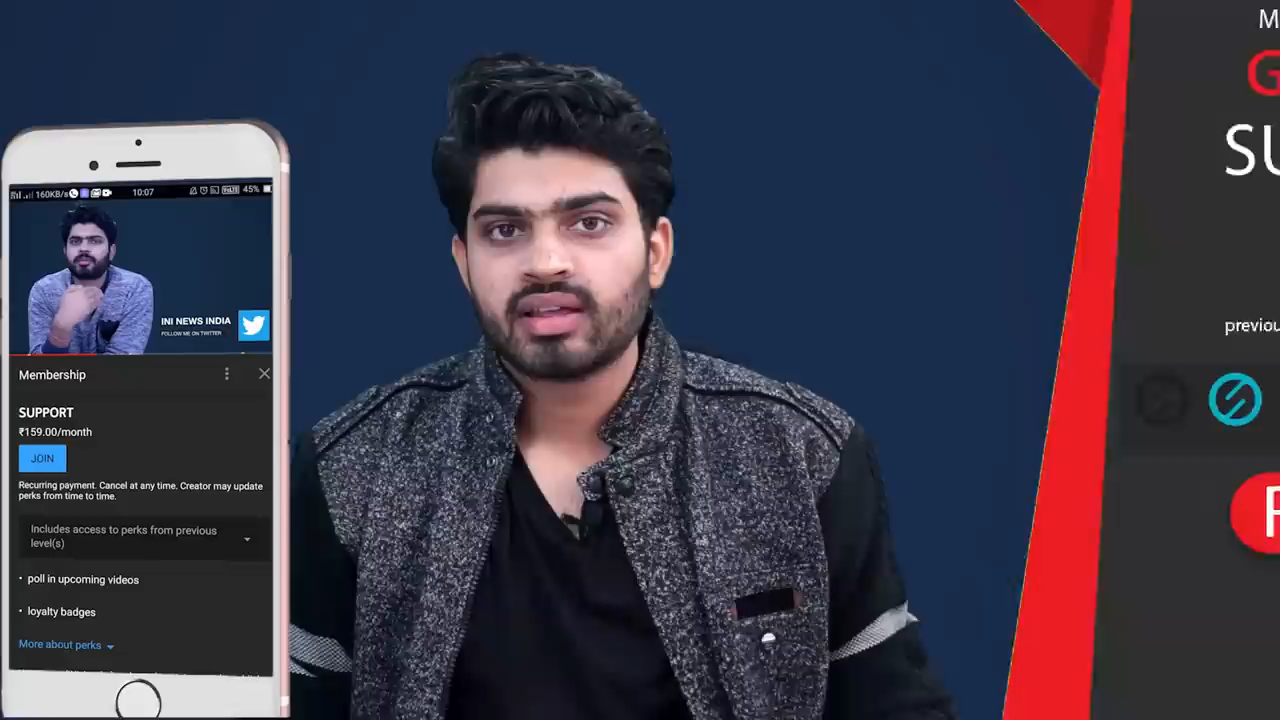 160KB/s
10:07
45%
INI NEWS INDIA
FOLLOW ME ON TWITTER
Membership
SUPPORT
₹159.00/month
JOIN
Recurring payment. Cancel at any time. Creator may update
perks from time to time.
Includes access to perks from previous
level(s)
• poll in upcoming videos
• loyalty badges
More about perks
M
G
SU
previou